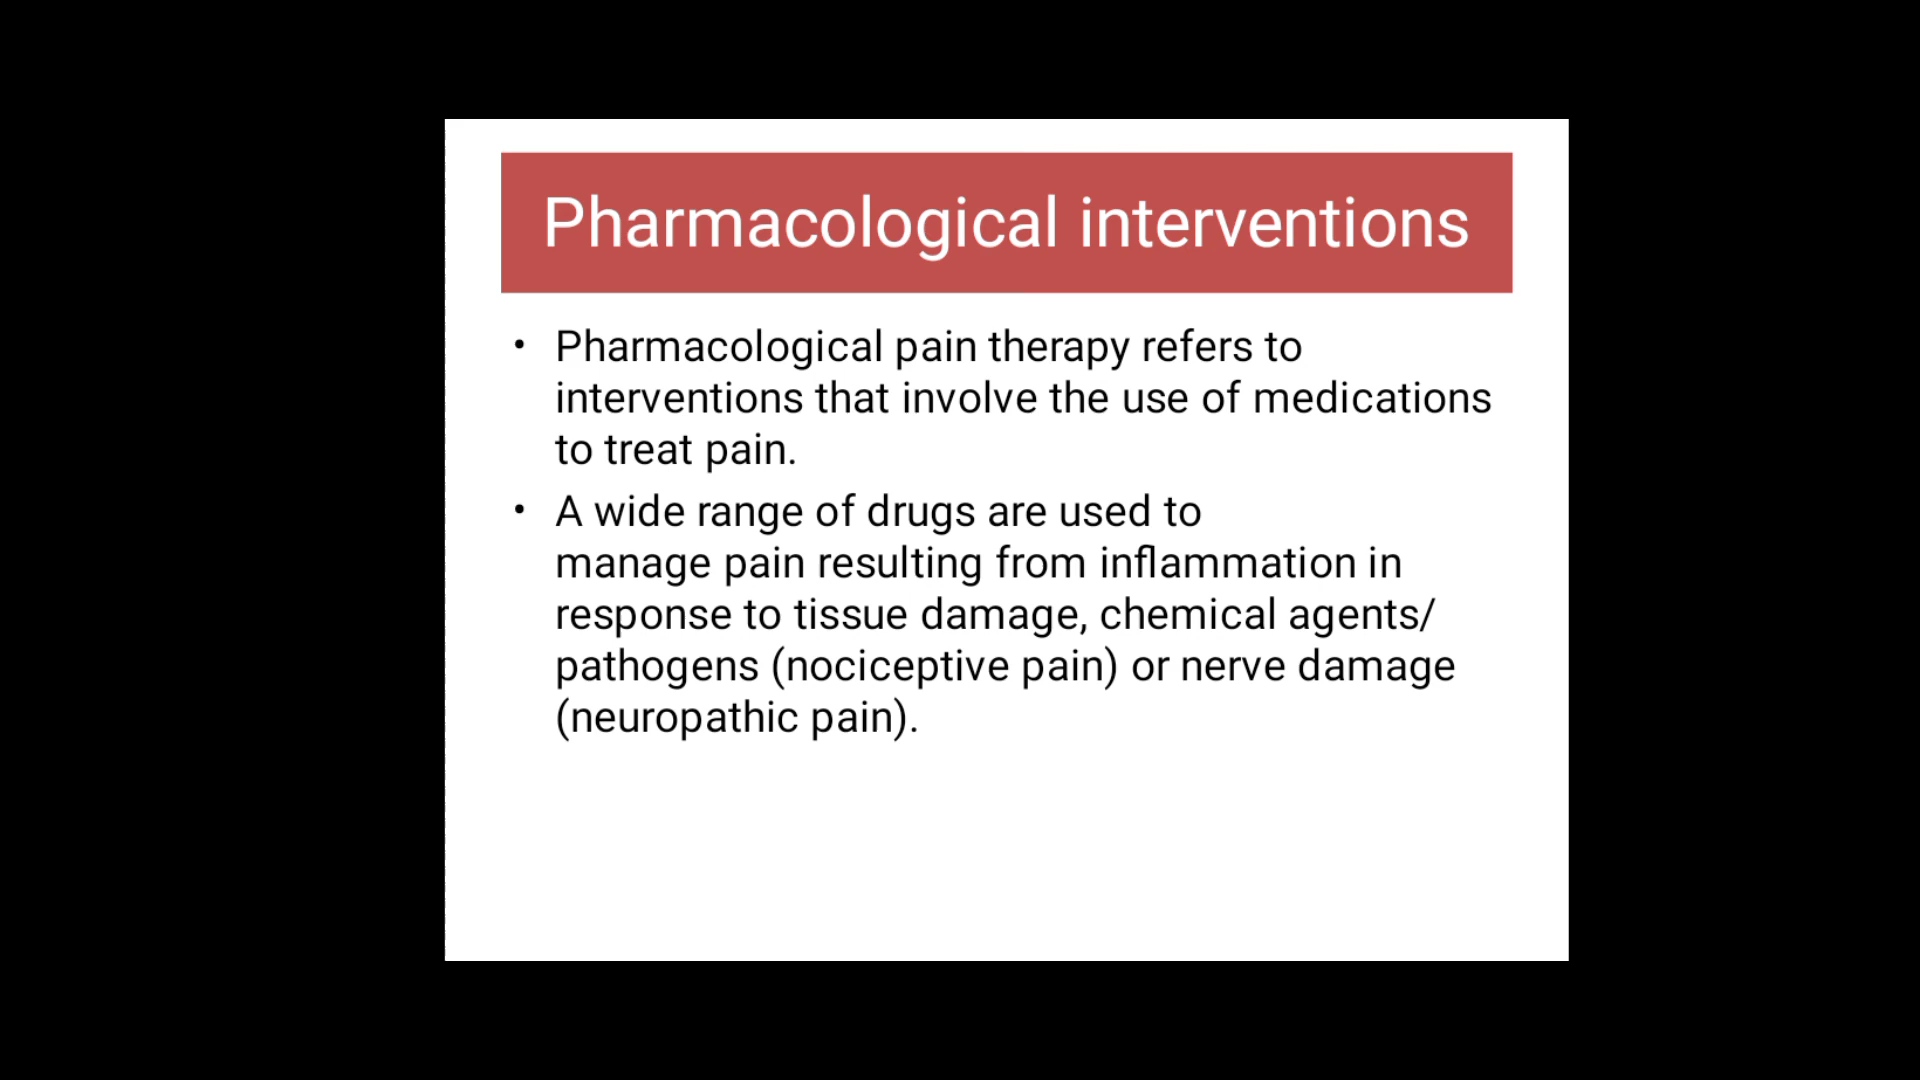 Pharmacological interventions
• Pharmacological pain therapy refers to
interventions that involve the use of medications
to treat pain.
• A wide range of drugs are used to
manage pain resulting from inflammation in
response to tissue damage, chemical agents/
pathogens (nociceptive pain) or nerve damage
(neuropathic pain).